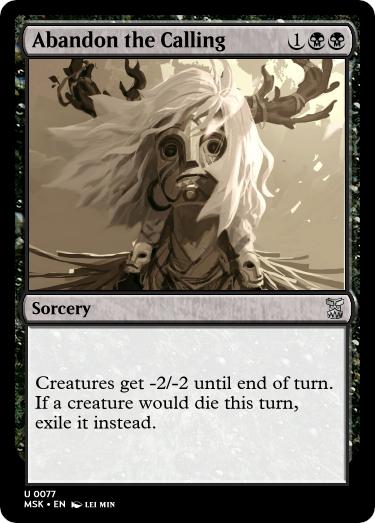 Abandon the Calling 1
Sorcery
Creatures get -2/-2 until end of turn.
If a creature would die this turn,
exile it instead.
U 0077
MSK • EN LEI MIN